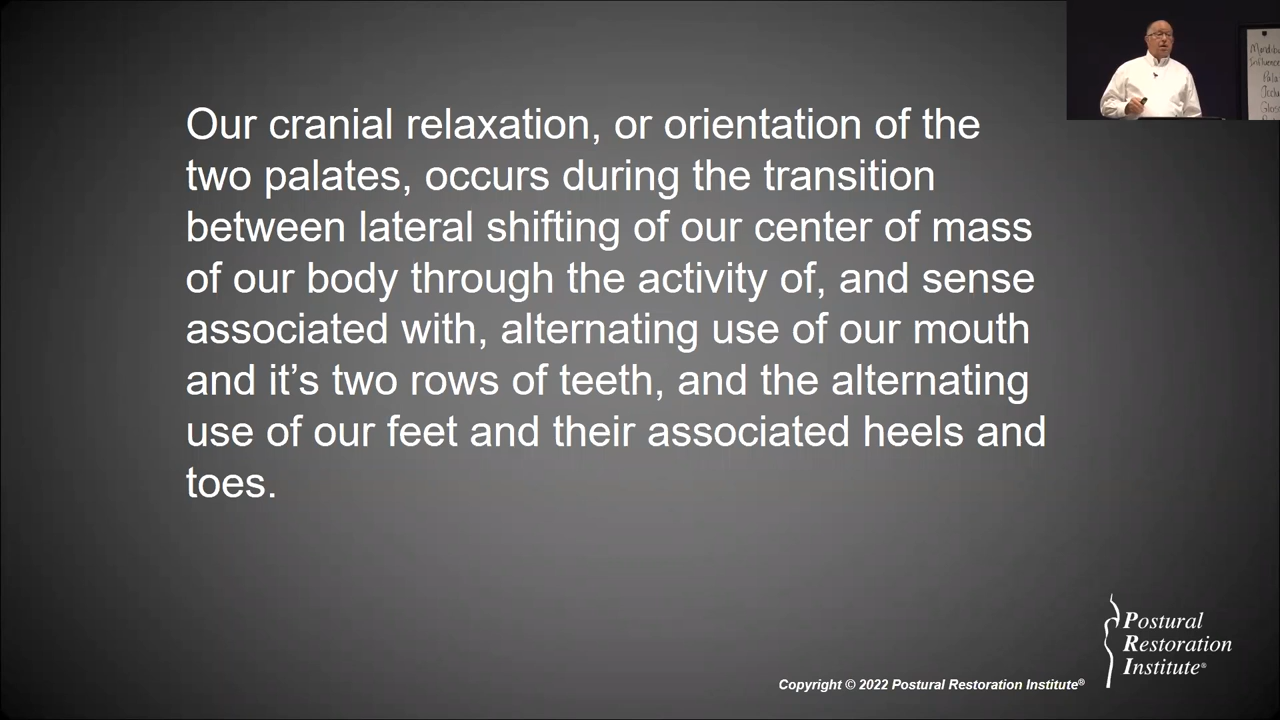 Our cranial relaxation, or orientation of the
two palates, occurs during the transition
between lateral shifting of our center of mass
of our body through the activity of, and sense
associated with, alternating use of our mouth
and it’s two rows of teeth, and the alternating
use of our feet and their associated heels and
toes.
Postural
Restoration
Institute®
Copyright © 2022 Postural Restoration Institute®